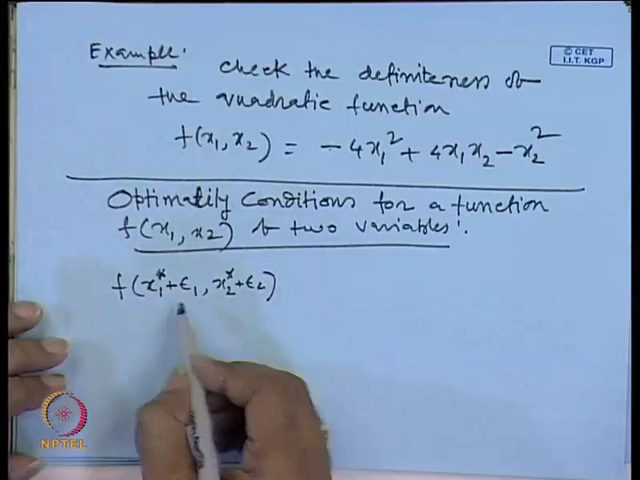 Example:
© CET
I.I.T. KGP
check the definiteness of
the quadratic function
f(x₁, x₂) = -4x₁² + 4x₁x₂ - x₂²
Optimality Conditions for a function
f(x₁, x₂) of two variables:
f(x₁*+ϵ₁, x₂*+ϵ₂)
NPTEL